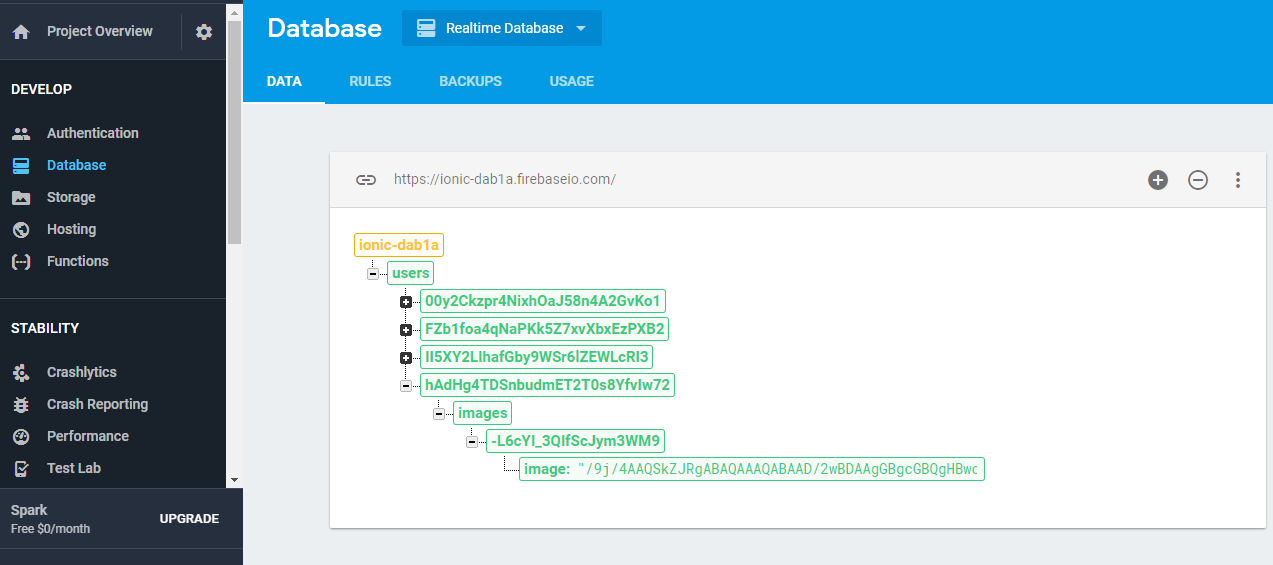 Project Overview
DEVELOP
Authentication
Database
Storage
Hosting
Functions
STABILITY
Crashlytics
Crash Reporting
Performance
Test Lab
Spark
Free $0/month
UPGRADE
Database
Realtime Database
DATA RULES BACKUPS USAGE
https://ionic-dab1a.firebaseio.com/
ionic-dab1a
users
00y2Ckzpr4NixhOaJ58n4A2GvKo1
FZb1foa4qNaPKk5Z7xvXbxEzPXB2
II5XY2LIhafGby9WSr6lZEWLcRI3
hAdHg4TDSnbudmET2T0s8YfvIw72
images
-L6cYI_3QIfScJym3WM9
image: "/9j/4AAQSkZJRgABAQAAAQABAAD/2wBDAAgGBgcGBQgHBwc